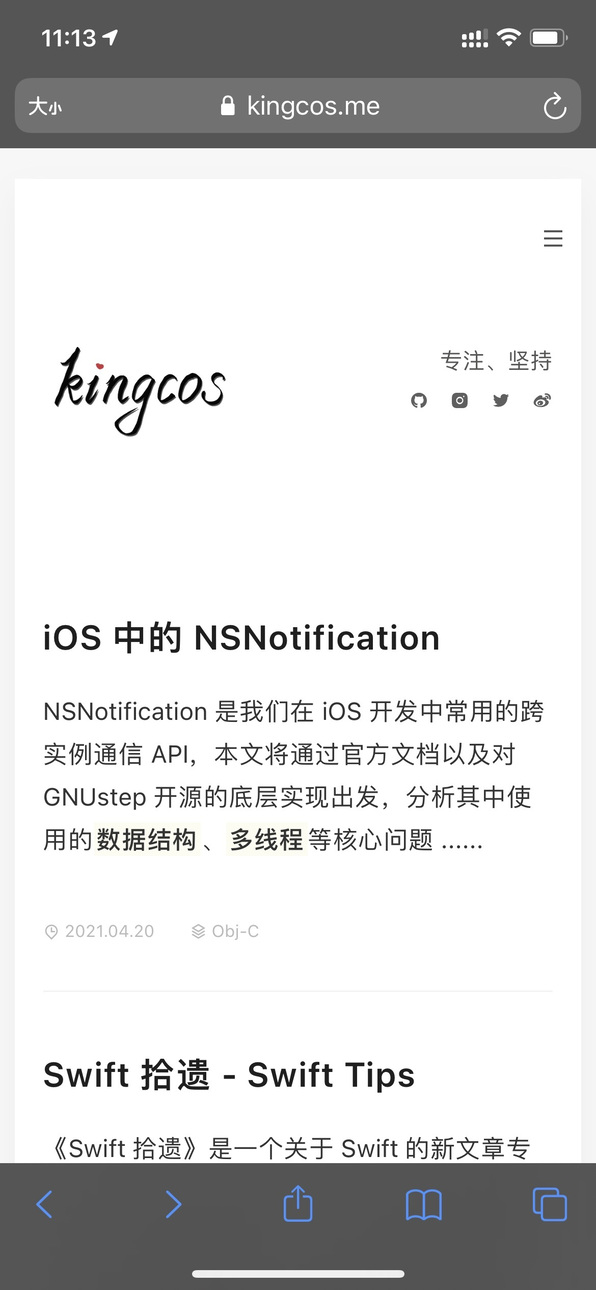 11:13
大小
kingcos.me
kingcos
专注、坚持
iOS 中的 NSNotification
NSNotification 是我们在 iOS 开发中常用的跨
实例通信 API，本文将通过官方文档以及对
GNUstep 开源的底层实现出发，分析其中使
用的数据结构、多线程等核心问题 ……
2021.04.20 Obj-C
Swift 拾遗 - Swift Tips
《Swift 拾遗》是一个关于 Swift 的新文章专